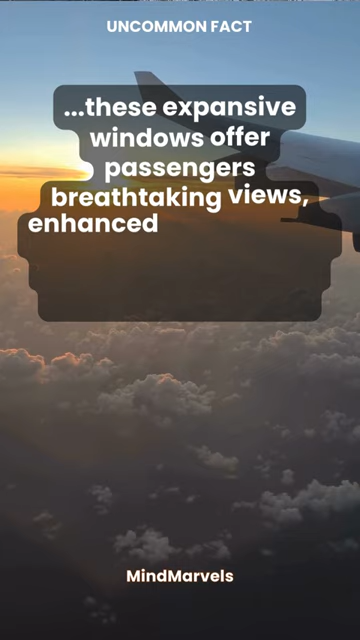 UNCOMMON FACT
...these expansive
windows offer
passengers
breathtaking views,
enhanced
MindMarvels